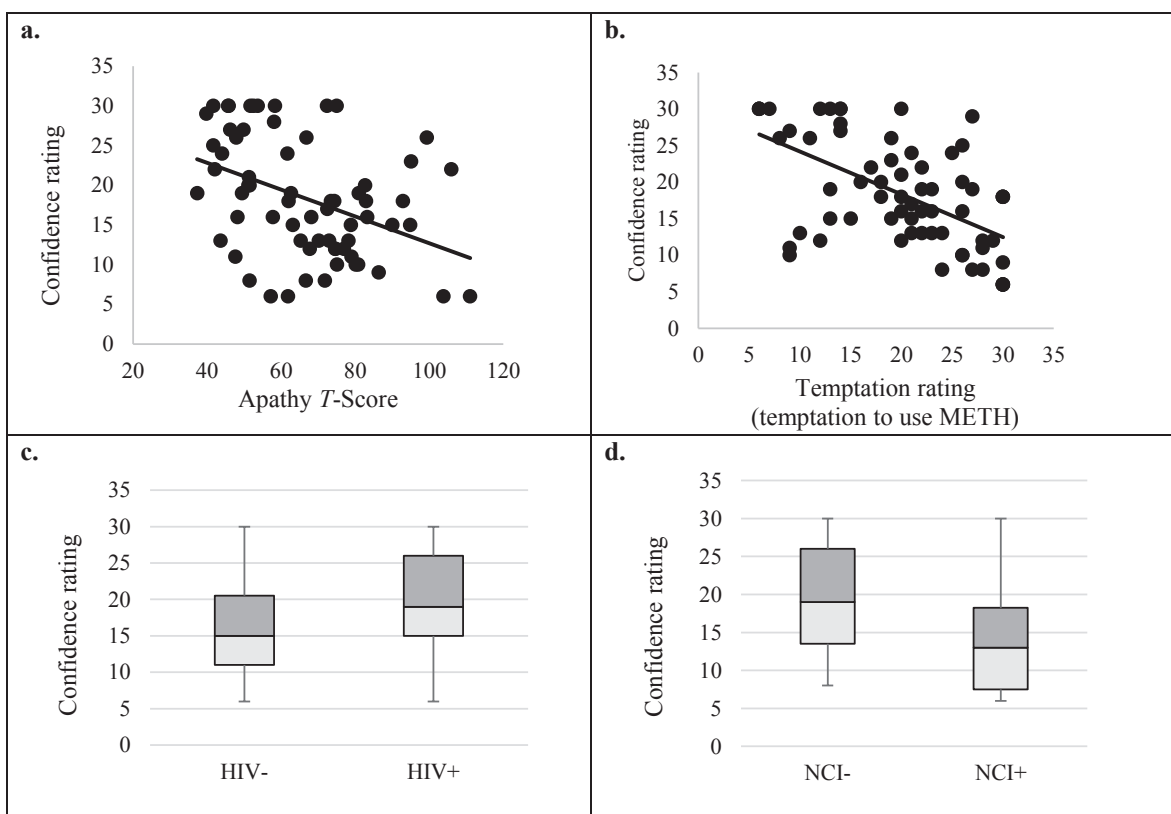 a.
Confidence rating
35
30
25
20
15
10
5
0
20 40 60 80 100 120
Apathy T-Score
b.
Confidence rating
35
30
25
20
15
10
5
0
0 5 10 15 20 25 30 35
Temptation rating
(temptation to use METH)
c.
Confidence rating
35
30
25
20
15
10
5
0
HIV- HIV+
d.
Confidence rating
35
30
25
20
15
10
5
0
NCI- NCI+